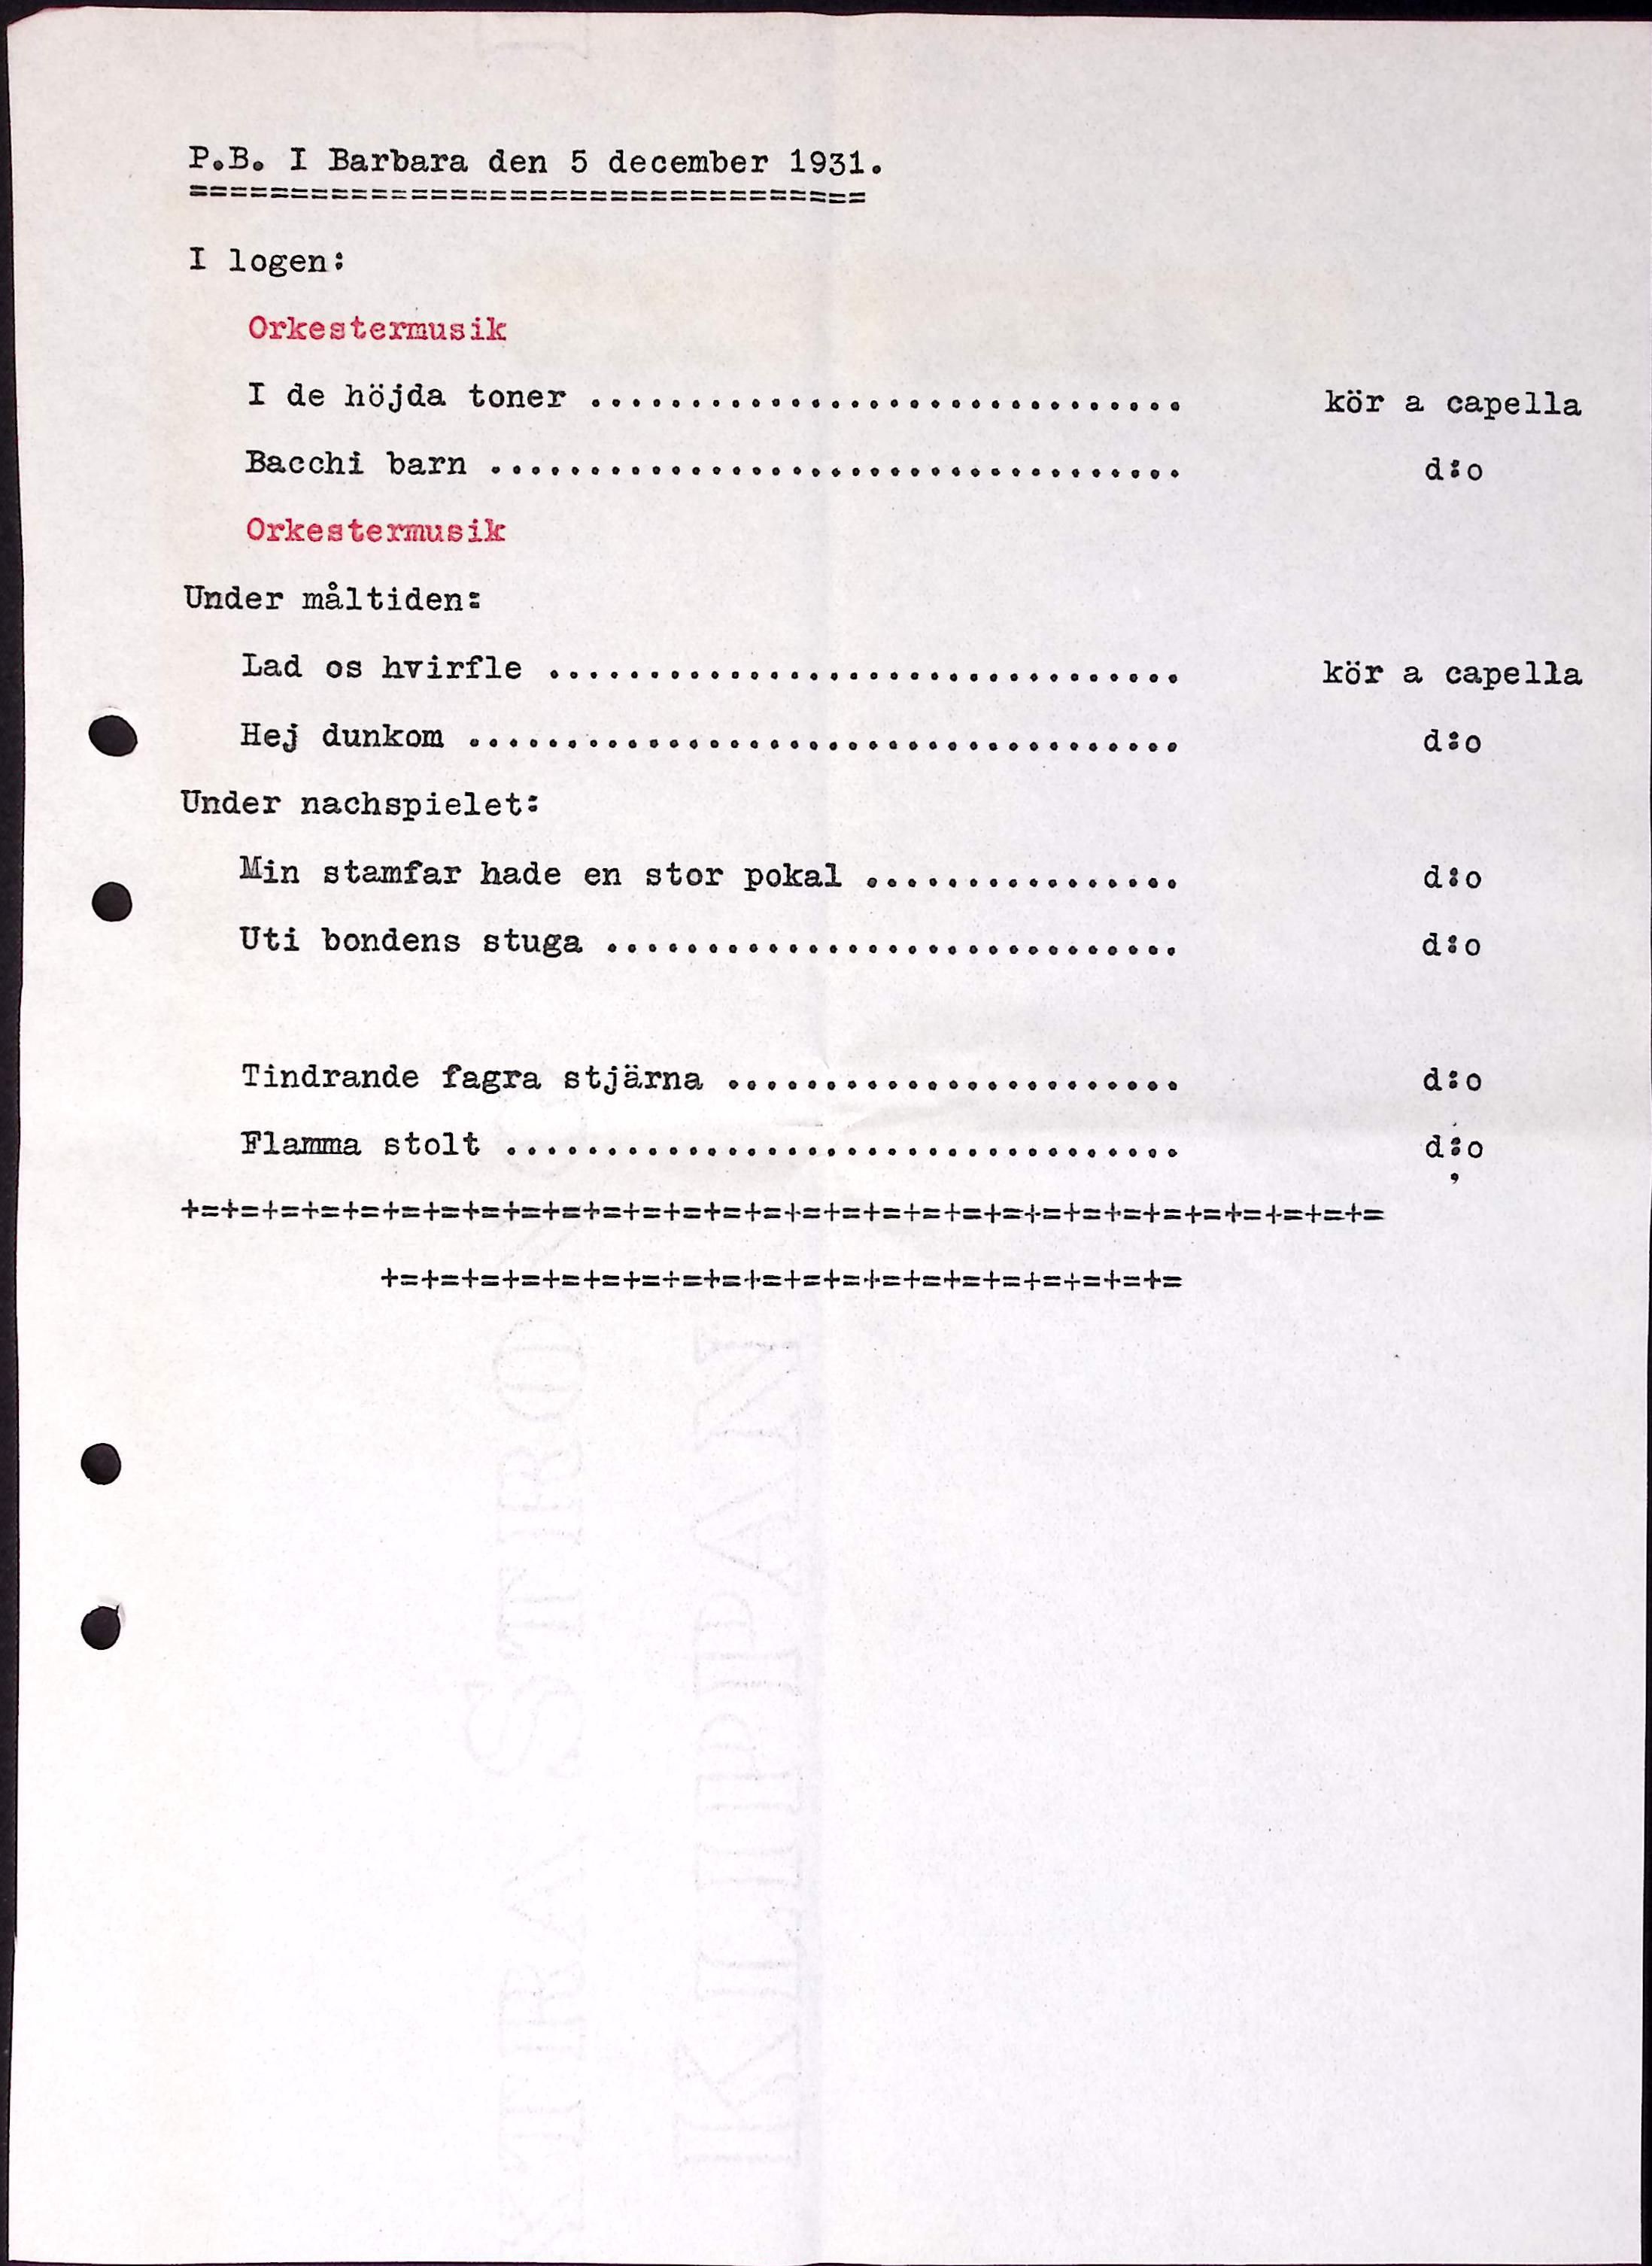 P.B. I Barbara den 5 december 1931.
==================================
I logen:
Orkestermusik
I de höjda toner .............................. kör a capella
Bacchi barn ................................... d:o
Orkestermusik
Under måltiden:
Lad os hvirfle ................................ kör a capella
Hej dunkom .................................... d:o
Under nachspielet:
Min stamfar hade en stor pokal ................ d:o
Uti bondens stuga ............................. d:o
Tindrande fagra stjärna ....................... d:o
Flamma stolt .................................. d:o
+=+=+=+=+=+=+=+=+=+=+=+=+=+=+=+=+=+=+=+=+=+=+=+=+=+=+=+=+=+=
+=+=+=+=+=+=+=+=+=+=+=+=+=+=+=+=+=+=+=+=